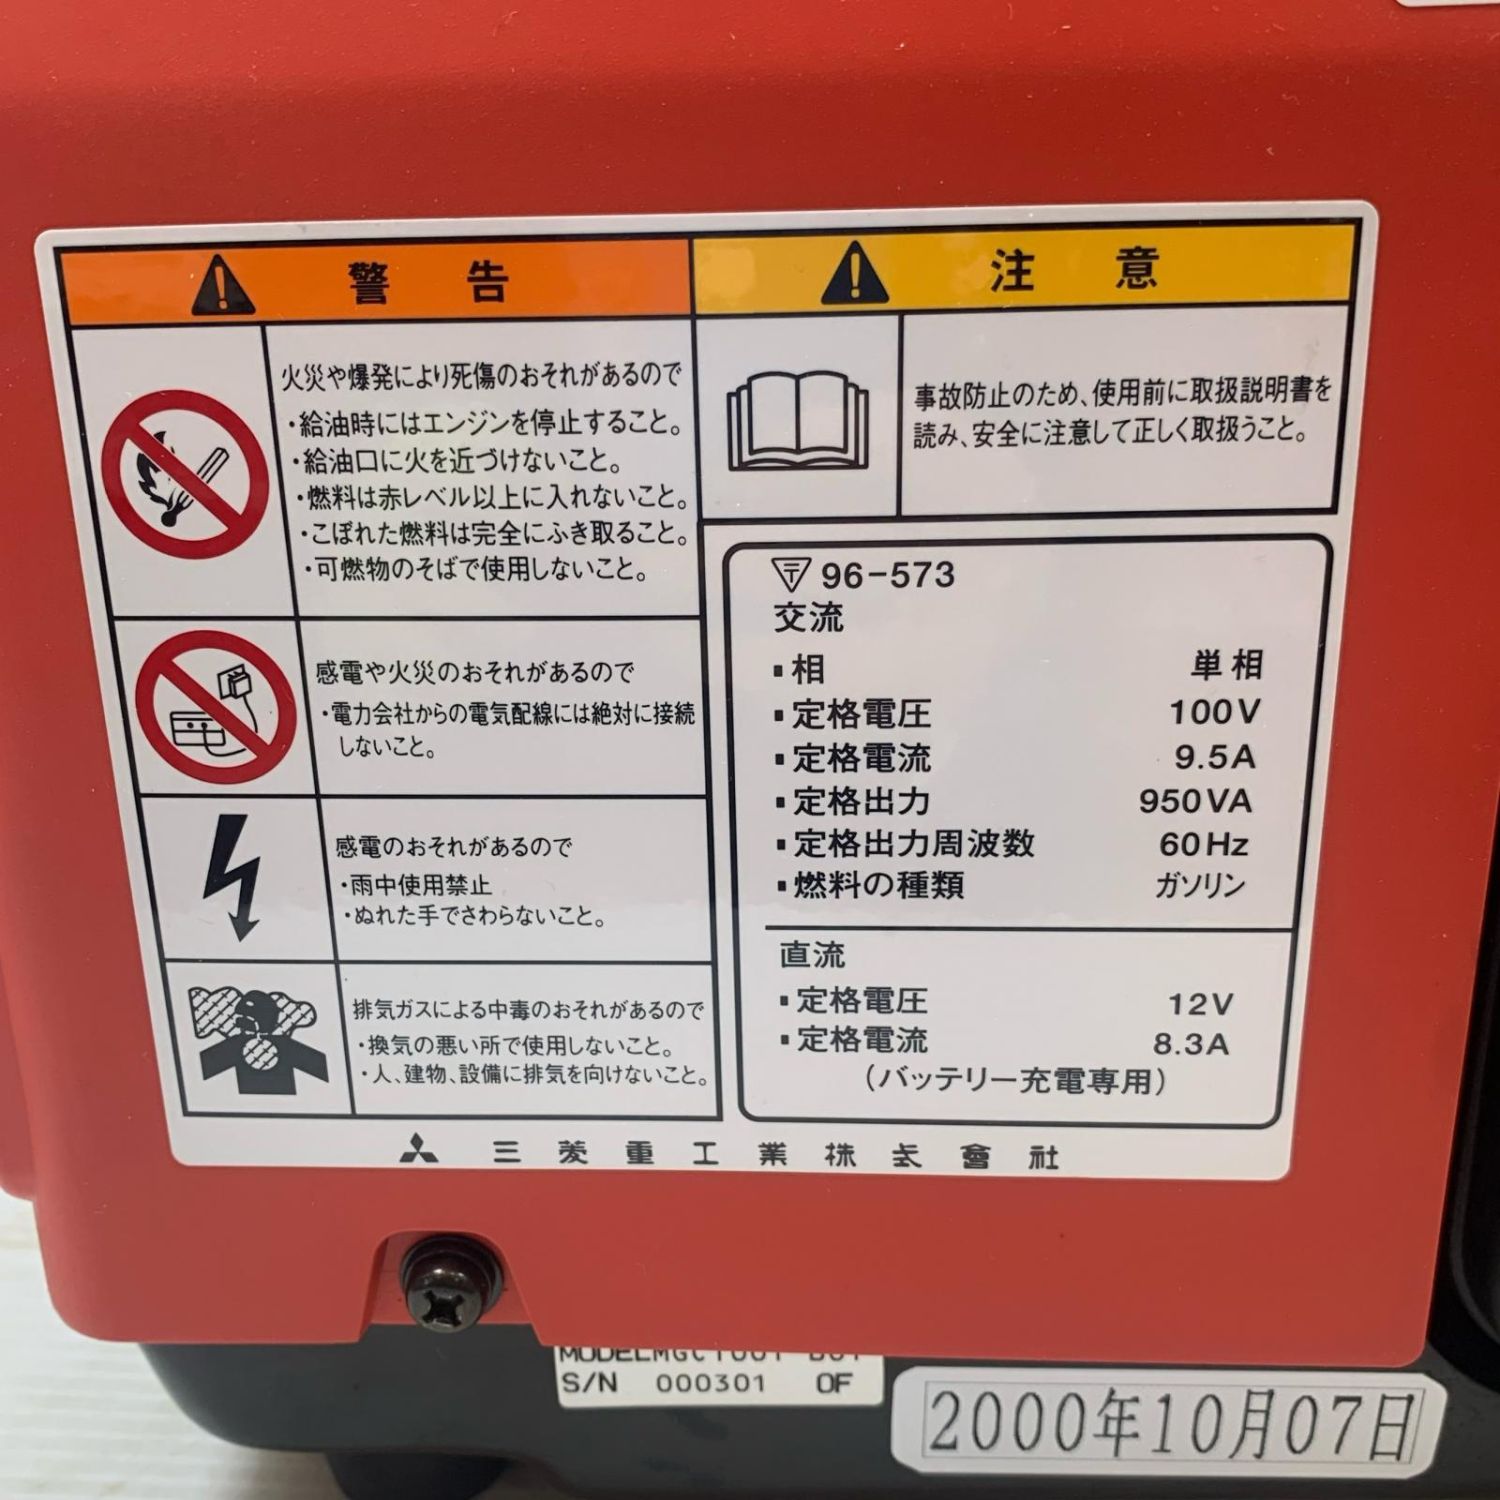 警告
火災や爆発により死傷のおそれがあるので
・給油時にはエンジンを停止すること。
・給油口に火を近づけないこと。
・燃料は赤レベル以上に入れないこと。
・こぼれた燃料は完全にふき取ること。
・可燃物のそばで使用しないこと。
感電や火災のおそれがあるので
・電力会社からの電気配線には絶対に接続
しないこと。
感電のおそれがあるので
・雨中使用禁止
・ぬれた手でさわらないこと。
排気ガスによる中毒のおそれがあるので
・換気の悪い所で使用しないこと。
・人、建物、設備に排気を向けないこと。
注意
事故防止のため、使用前に取扱説明書を
読み、安全に注意して正しく取扱うこと。
96-573
交流
▪相 単相
▪定格電圧 100V
▪定格電流 9.5A
▪定格出力 950VA
▪定格出力周波数 60Hz
▪燃料の種類 ガソリン
直流
▪定格電圧 12V
▪定格電流 8.3A
(バッテリー充電専用)
三菱重工業株式會社
MODEL
S/N 000301 OF
2000年10月07日